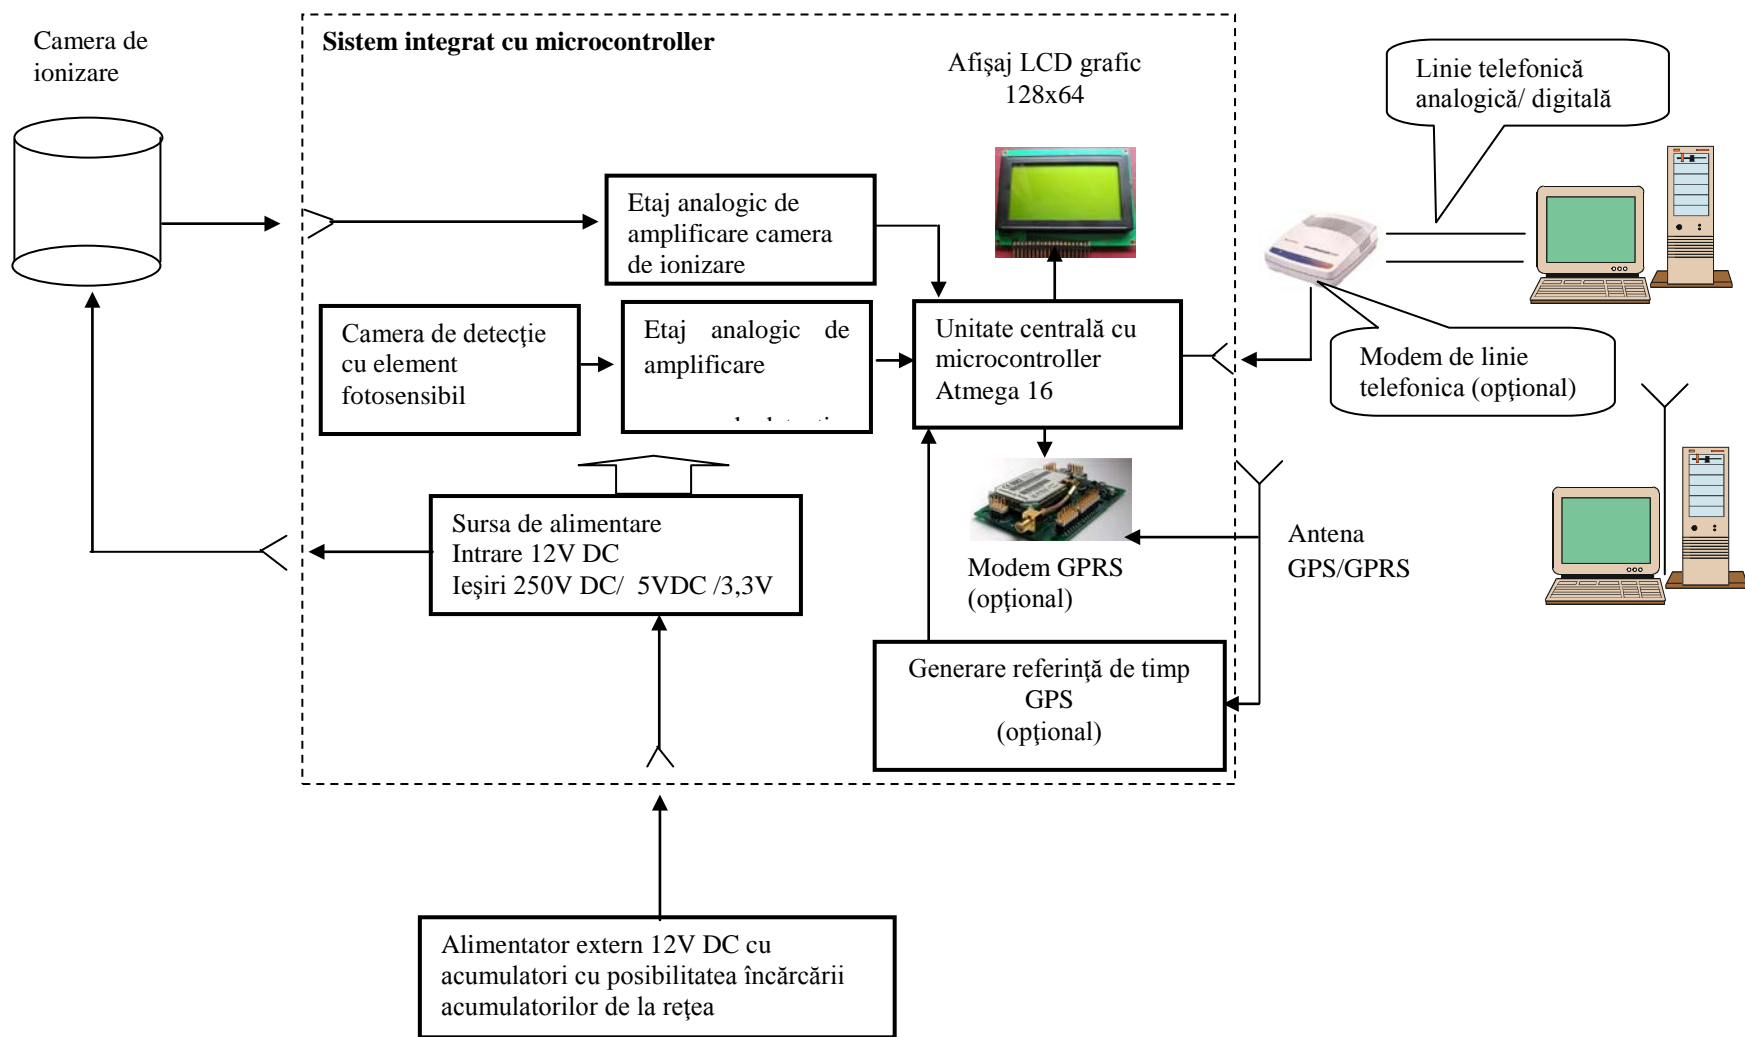 Camera de
ionizare
Sistem integrat cu microcontroller
Afişaj LCD grafic
128x64
Linie telefonică
analogică/ digitală
Etaj analogic de
amplificare camera
de ionizare
Camera de detecţie
cu element
fotosensibil
Etaj analogic de
amplificare
Unitate centrală cu
microcontroller
Atmega 16
Modem de linie
telefonica (opţional)
Sursa de alimentare
Intrare 12V DC
Ieşiri 250V DC/ 5VDC /3,3V
Modem GPRS
(opţional)
Antena
GPS/GPRS
Generare referinţă de timp
GPS
(opţional)
Alimentator extern 12V DC cu
acumulatori cu posibilitatea încărcării
acumulatorilor de la reţea